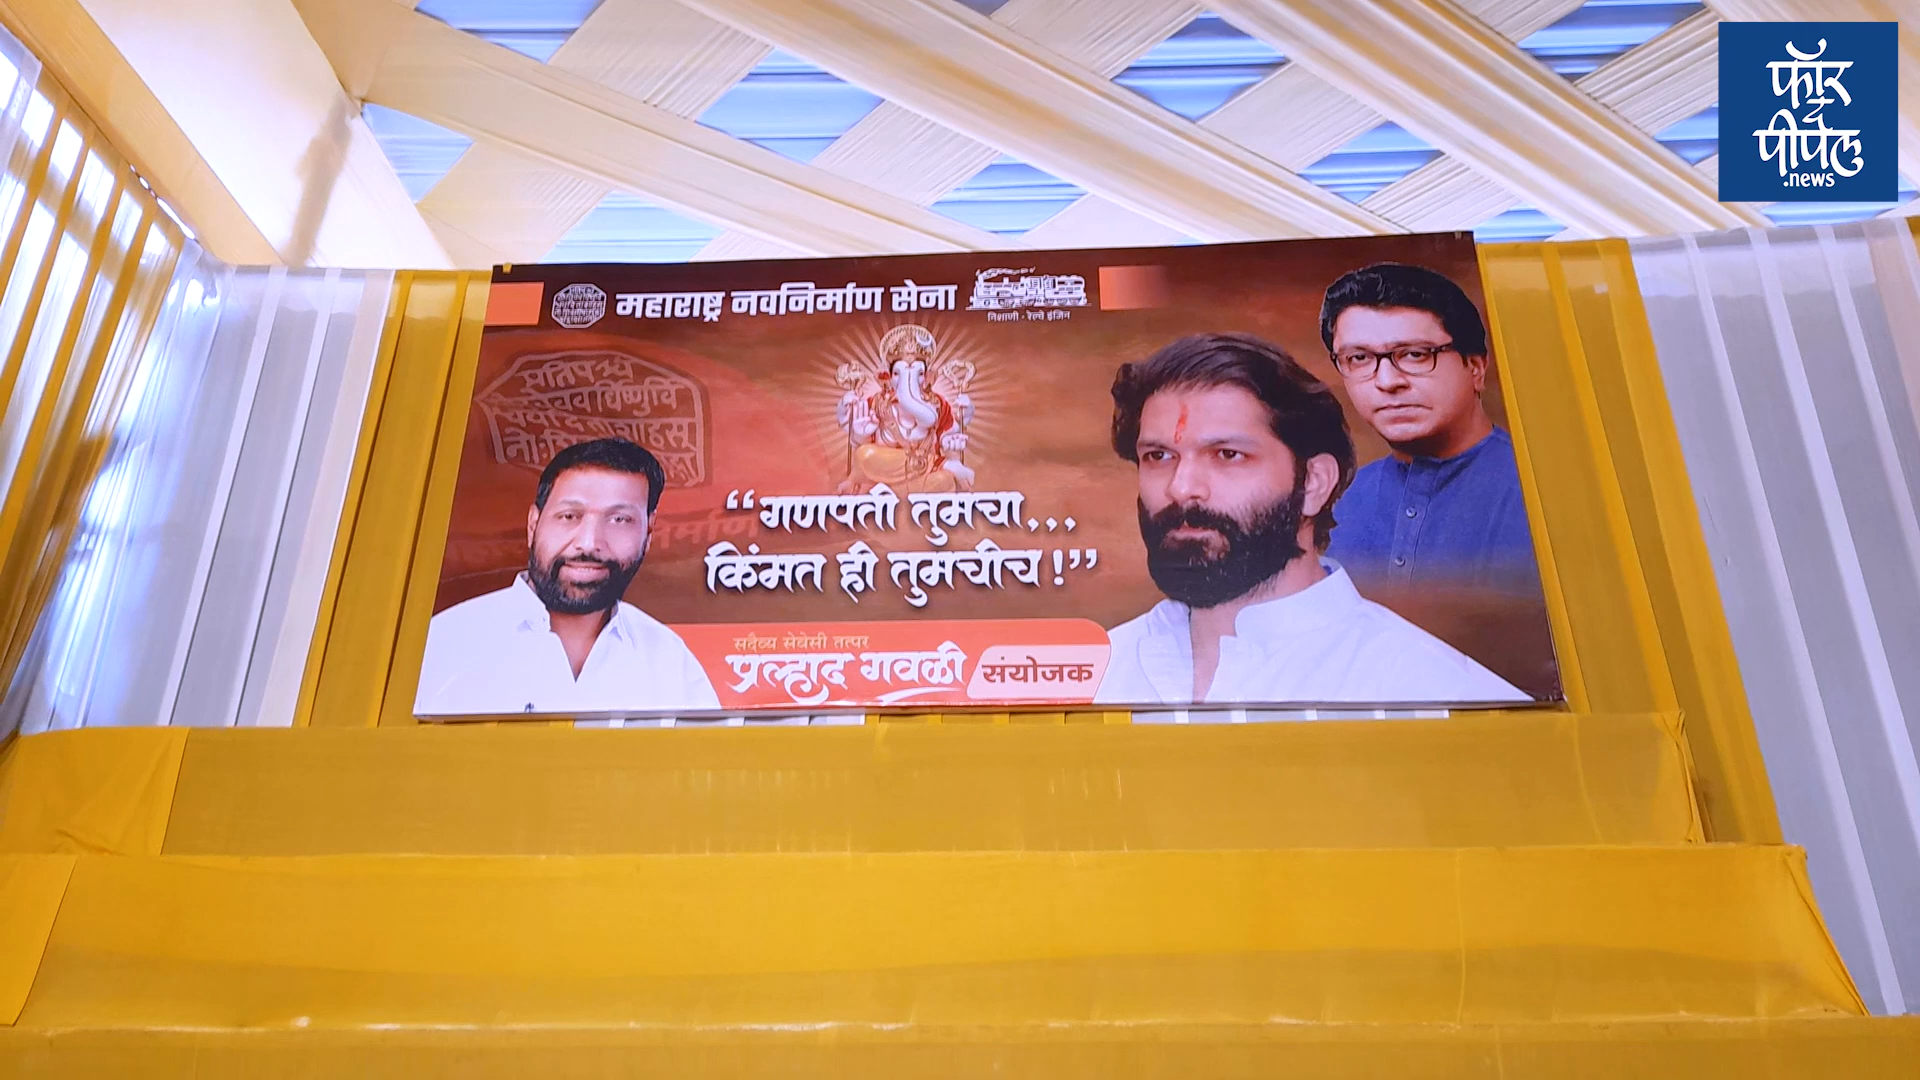 फॉर
द
पीपल
.news
महाराष्ट्र नवनिर्माण सेना
निशाणी - रेल्वे इंजिन
“गणपती तुमचा...
किंमत ही तुमचीच!”
सदैव्य सेवेसी तत्पर
प्रल्हाद गवळी
संयोजक